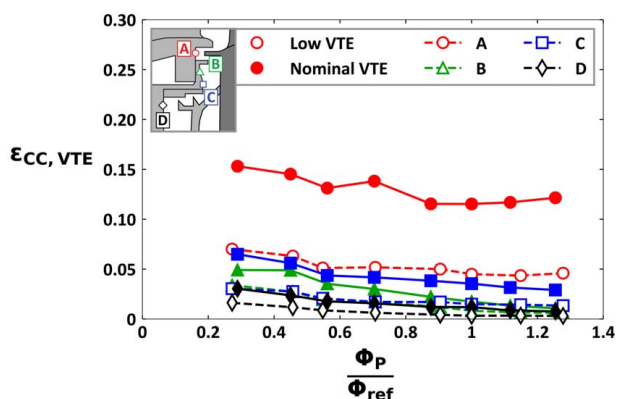 0.30
0.25
0.20
0.15
0.10
0.05
0
εCC, VTE
A
B
C
D
Low VTE
A
C
Nominal VTE
B
D
0 0.2 0.4 0.6 0.8 1 1.2 1.4
ΦP
Φref